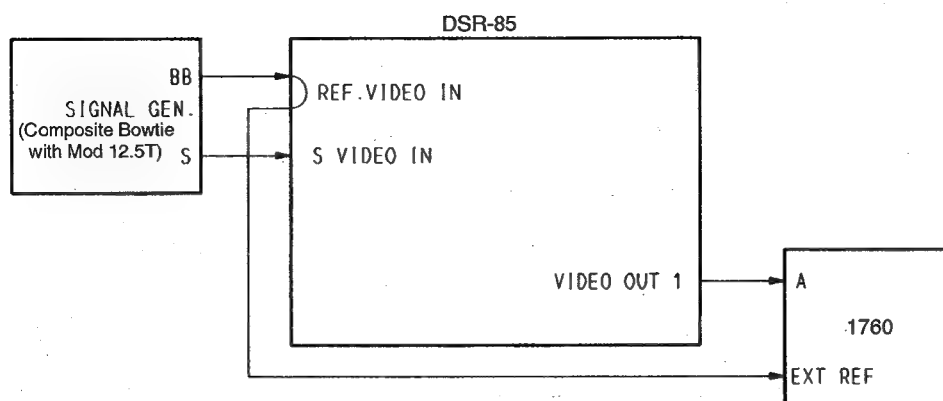 DSR-85
BB
SIGNAL GEN.
(Composite Bowtie
with Mod 12.5T)
S
REF.VIDEO IN
S VIDEO IN
VIDEO OUT 1
A
1760
EXT REF